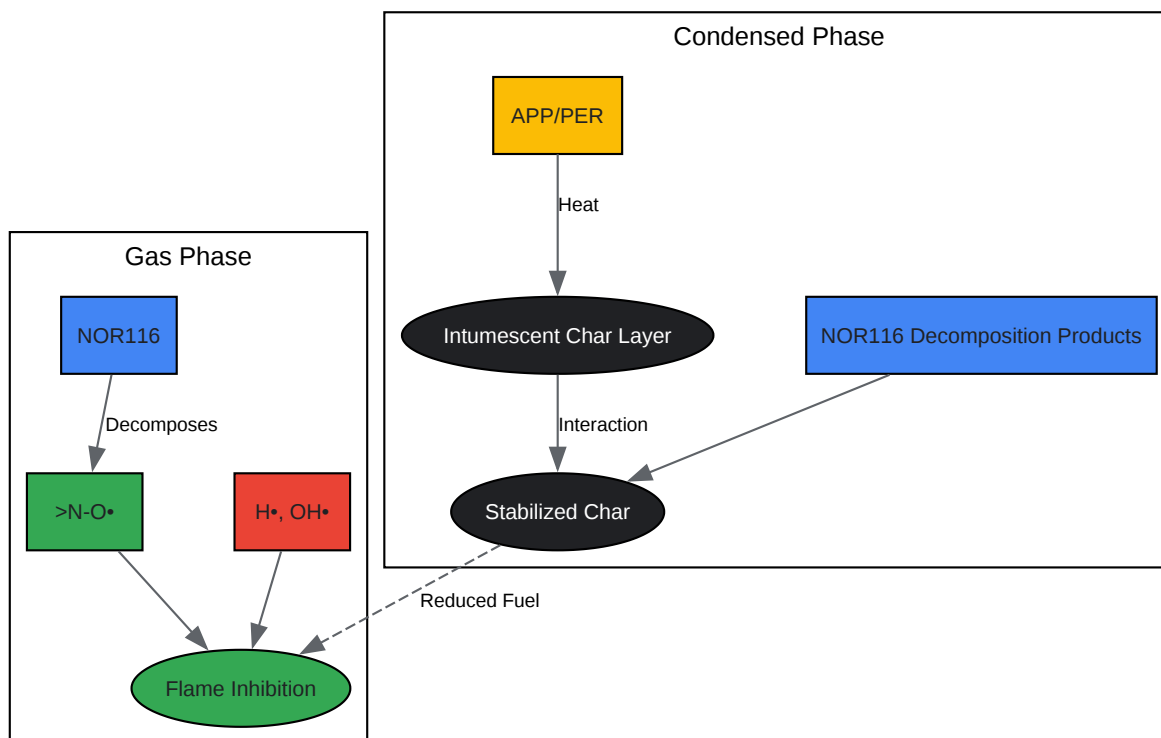 Condensed Phase
APP/PER
Heat
Gas Phase
NOR116
Intumescent Char Layer
NOR116 Decomposition Products
Decomposes
Interaction
>N-O•
H•, OH•
Stabilized Char
Reduced Fuel
Flame Inhibition